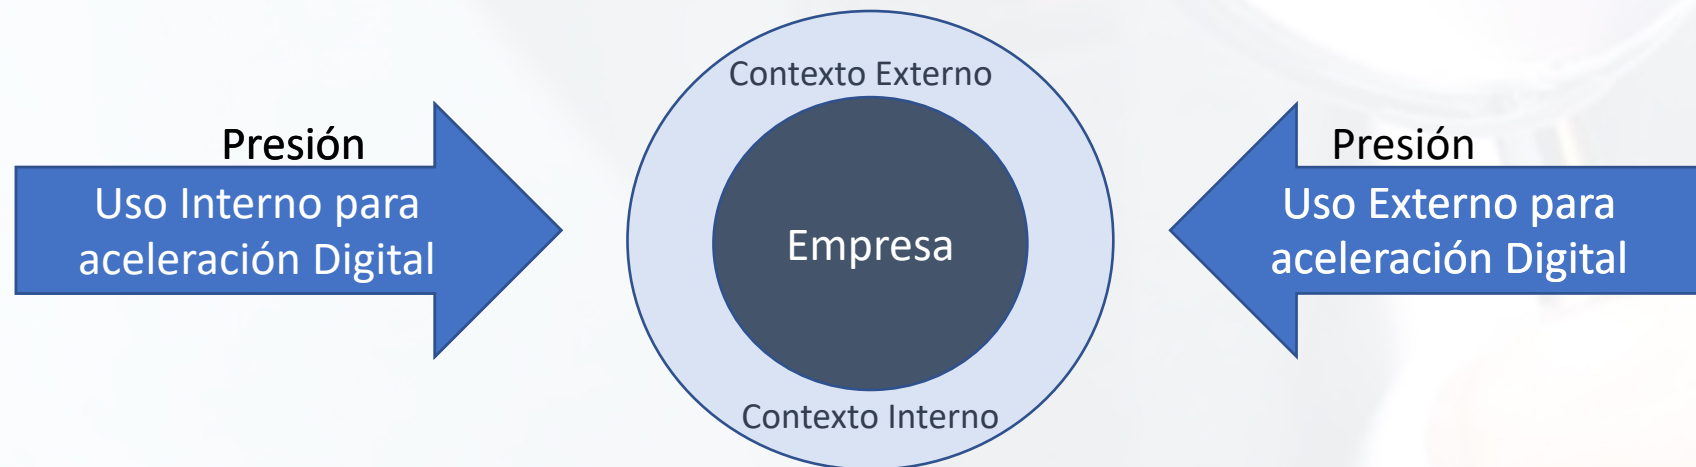 Contexto Externo
Presión
Uso Interno para
aceleración Digital
Empresa
Presión
Uso Externo para
aceleración Digital
Contexto Interno